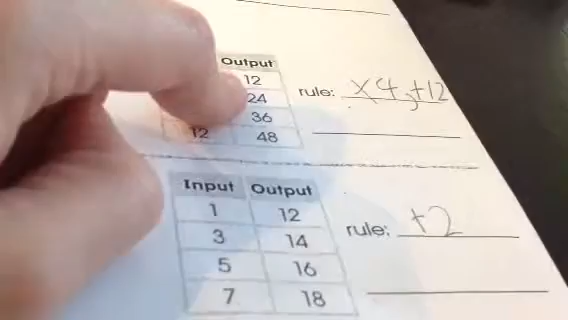 Output
12
24 rule: x4,+12
36
12 48
Input Output
1 12
3 14 rule: +2
5 16
7 18